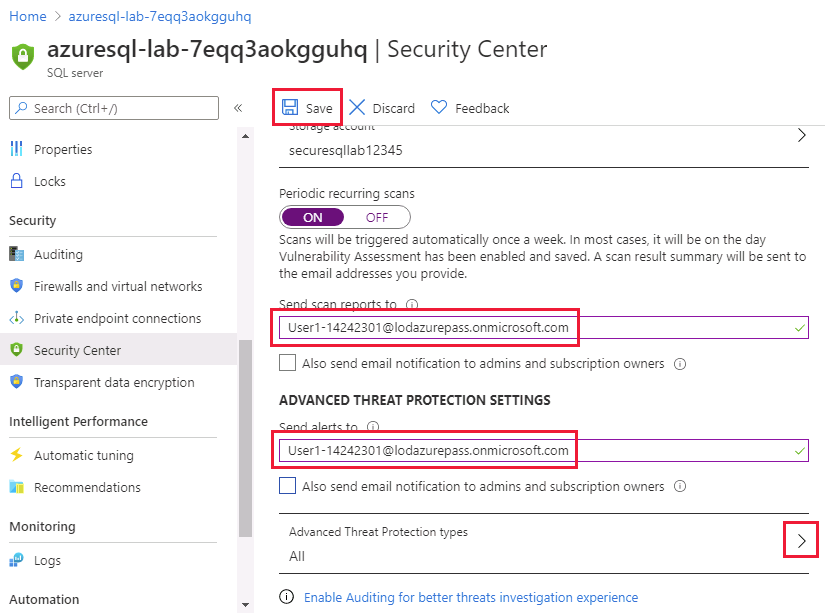 Home > azuresql-lab-7eqq3aokgguhq
azuresql-lab-7eqq3aokgguhq | Security Center
SQL server
Search (Ctrl+/)
«
Save
Discard
Feedback
Properties
Locks
Security
Auditing
Firewalls and virtual networks
Private endpoint connections
Security Center
Transparent data encryption
Intelligent Performance
Automatic tuning
Recommendations
Monitoring
Logs
Automation
Storage account
securesqllab12345
Periodic recurring scans
ON OFF
Scans will be triggered automatically once a week. In most cases, it will be on the day
Vulnerability Assessment has been enabled and saved. A scan result summary will be sent to
the email addresses you provide.
Send scan reports to
User1-14242301@lodazurepass.onmicrosoft.com
Also send email notification to admins and subscription owners
ADVANCED THREAT PROTECTION SETTINGS
Send alerts to
User1-14242301@lodazurepass.onmicrosoft.com
Also send email notification to admins and subscription owners
Advanced Threat Protection types
All
Enable Auditing for better threats investigation experience